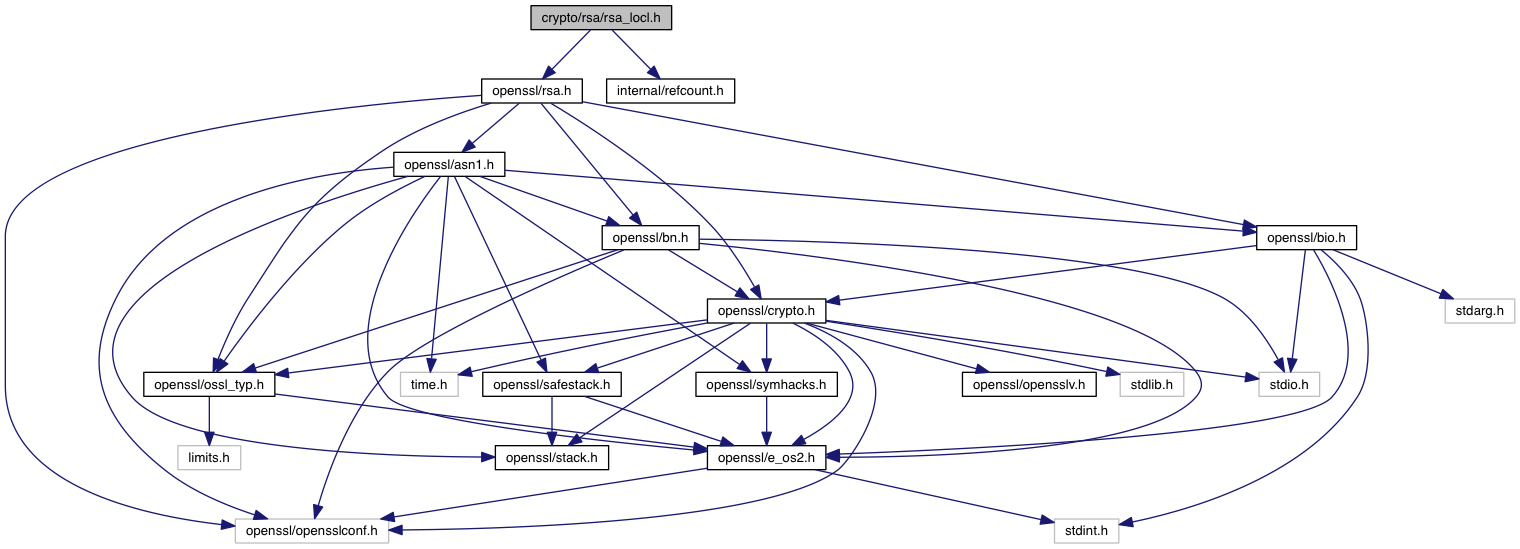 crypto/rsa/rsa_locl.h
openssl/rsa.h
internal/refcount.h
openssl/asn1.h
openssl/bn.h
openssl/bio.h
openssl/crypto.h
stdarg.h
openssl/ossl_typ.h
time.h
openssl/safestack.h
openssl/symhacks.h
openssl/opensslv.h
stdlib.h
stdio.h
limits.h
openssl/stack.h
openssl/e_os2.h
openssl/opensslconf.h
stdint.h